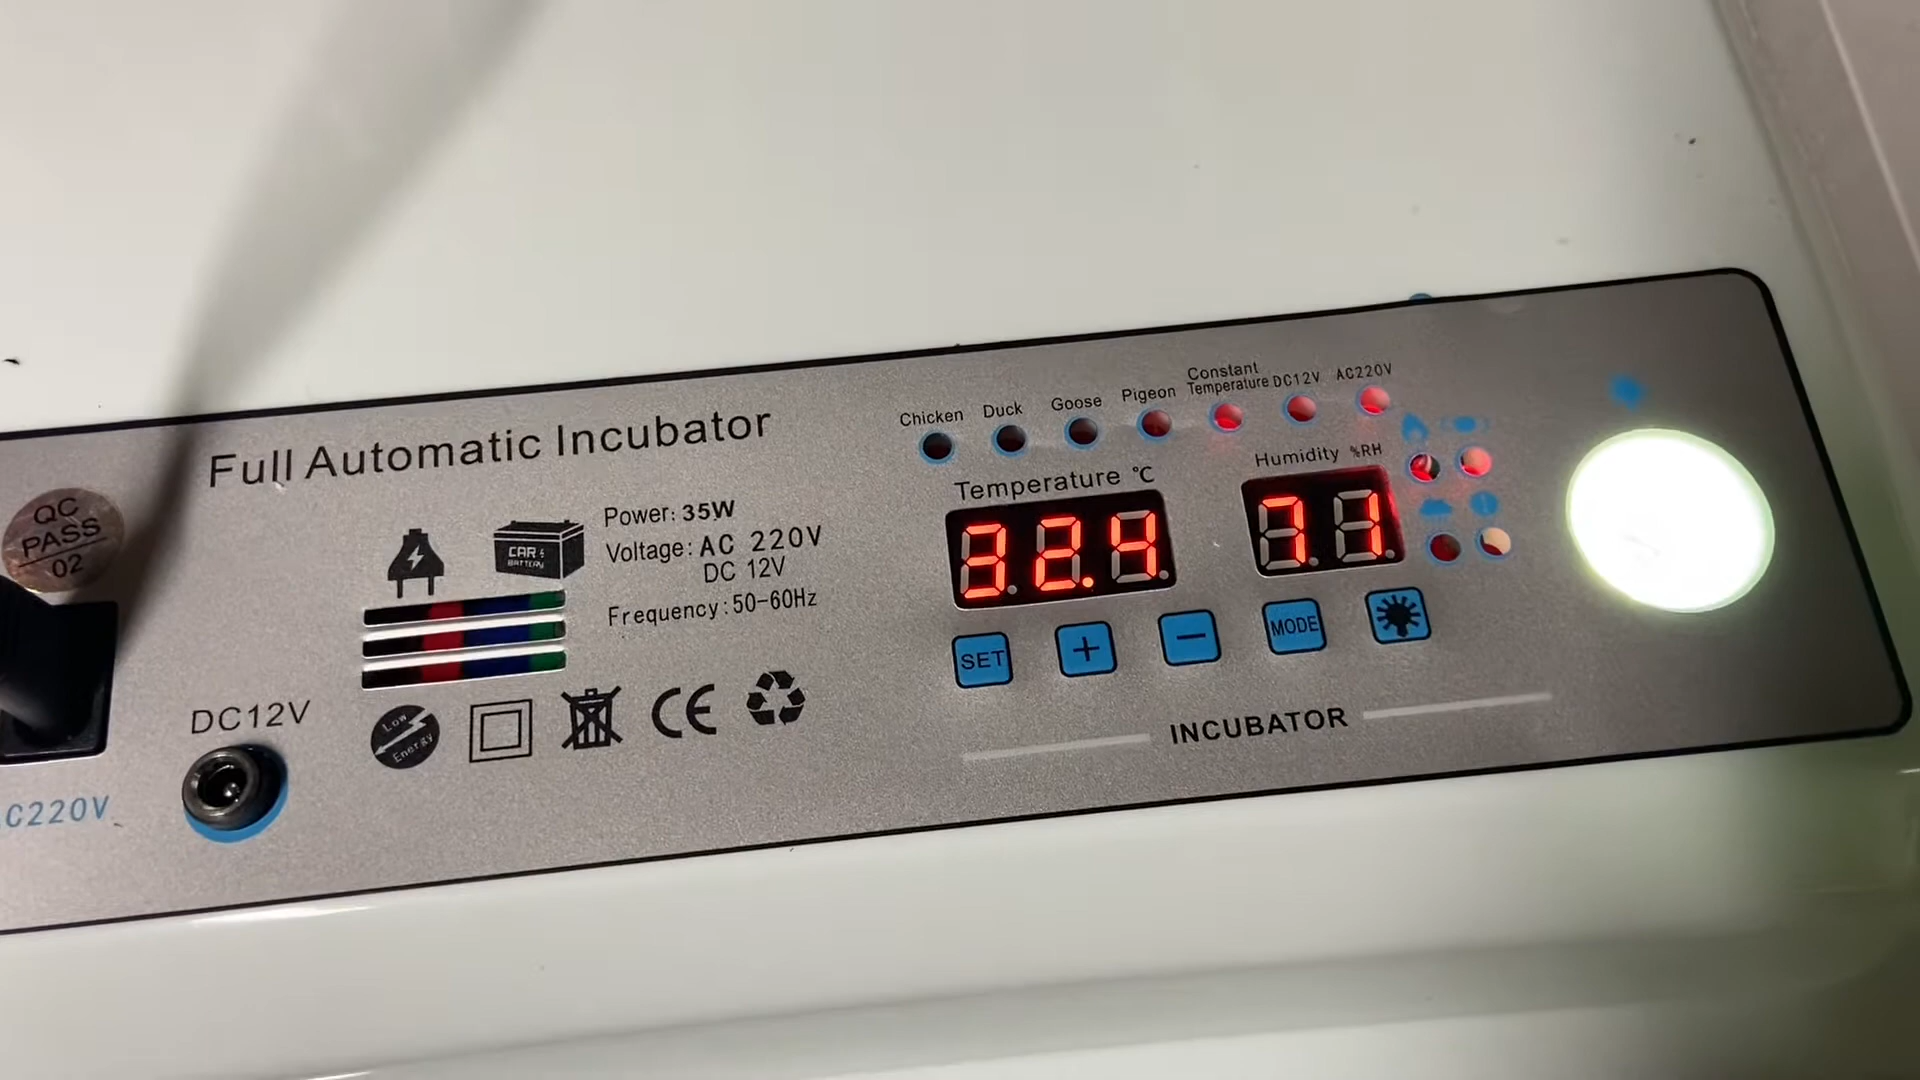 Full Automatic Incubator
QC
PASS
02
CAR
BATTERY
Power: 35W
Voltage: AC 220V
DC 12V
Frequency: 50-60Hz
DC12V
C220V
Low
Energy
CE
Chicken
Duck
Goose
Pigeon
Constant
Temperature
DC12V
AC220V
Temperature °C
Humidity %RH
32.4
71
SET
+
−
MODE
INCUBATOR